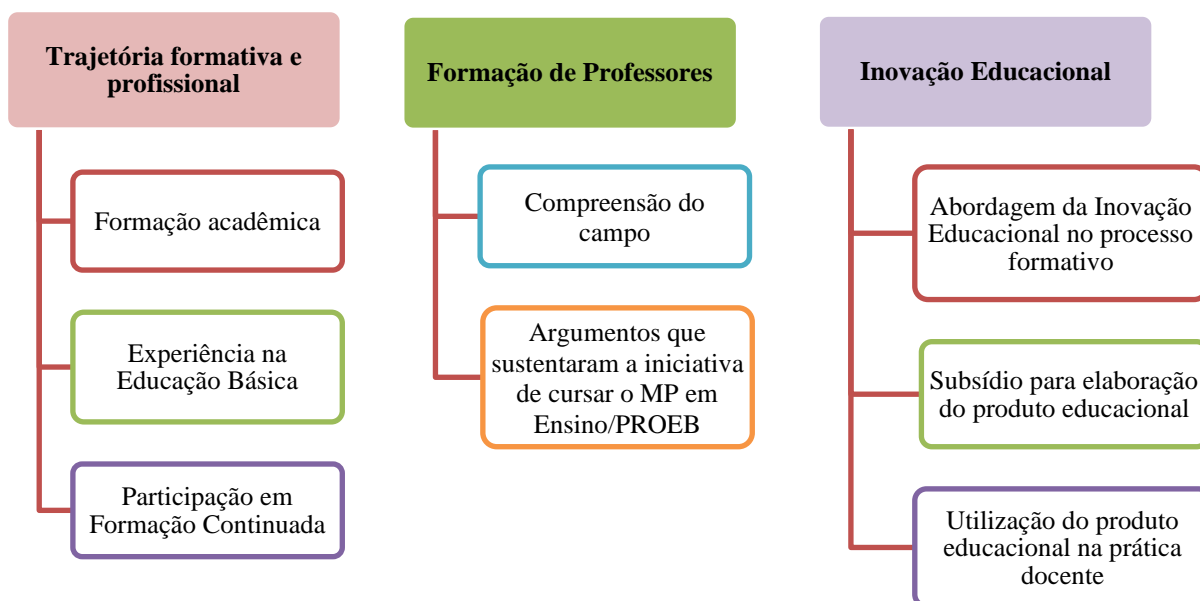 Trajetória formativa e
profissional
Formação acadêmica
Experiência na
Educação Básica
Participação em
Formação Continuada
Formação de Professores
Compreensão do
campo
Argumentos que
sustentaram a iniciativa
de cursar o MP em
Ensino/PROEB
Inovação Educacional
Abordagem da Inovação
Educacional no processo
formativo
Subsídio para elaboração
do produto educacional
Utilização do produto
educacional na prática
docente